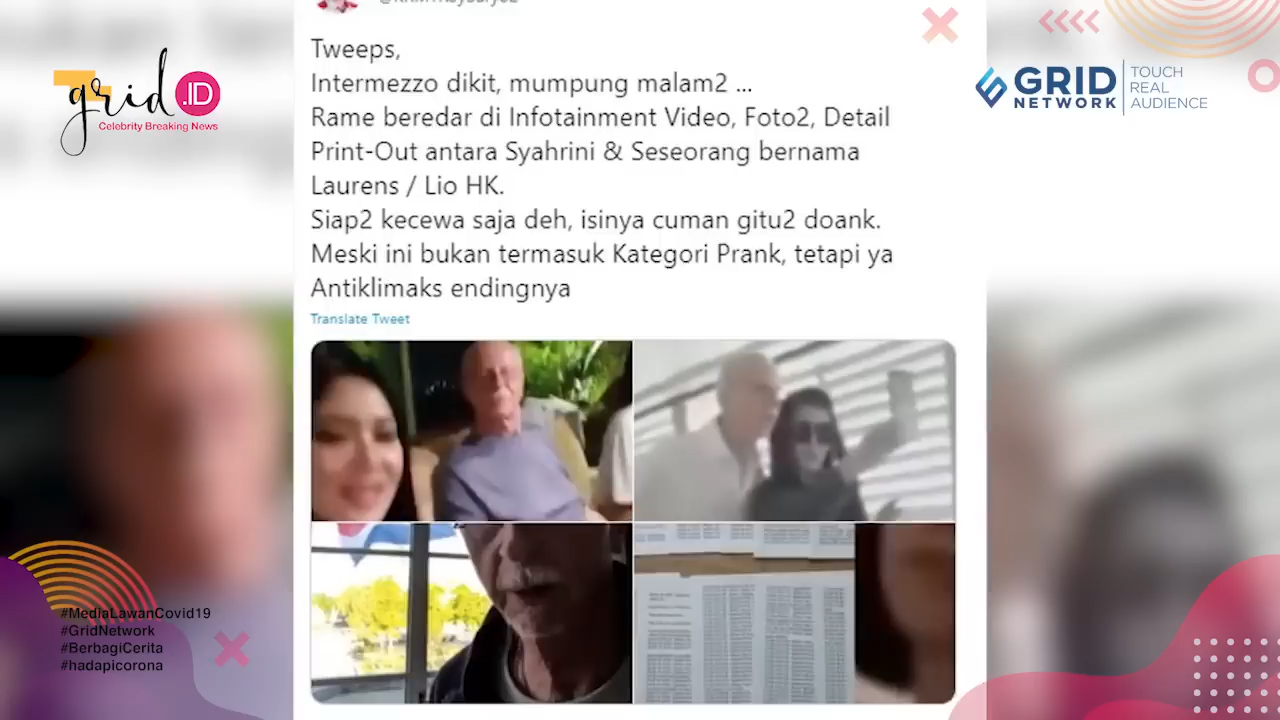 Tweeps,
Intermezzo dikit, mumpung malam2 ...
Rame beredar di Infotainment Video, Foto2, Detail
Print-Out antara Syahrini & Seseorang bernama
Laurens / Lio HK.
Siap2 kecewa saja deh, isinya cuman gitu2 doank.
Meski ini bukan termasuk Kategori Prank, tetapi ya
Antiklimaks endingnya
Translate Tweet
grid .ID
Celebrity Breaking News
GRID
NETWORK
TOUCH
REAL
AUDIENCE
#MediaLawanCovid19
#GridNetwork
#BerbagiCerita
#hadapicorona